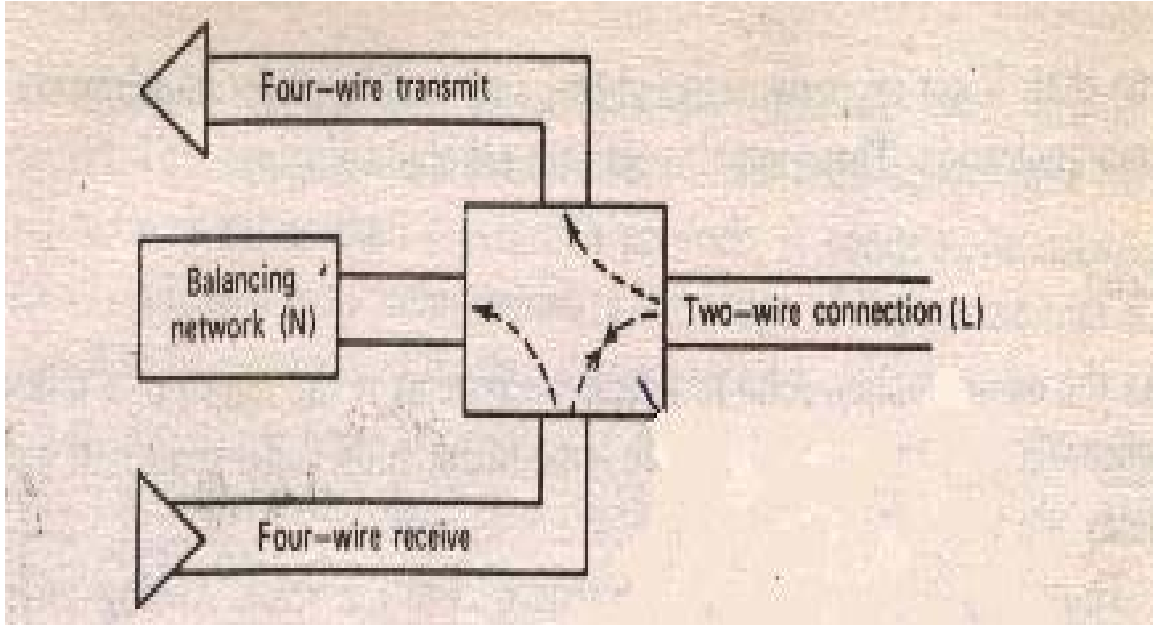 Four-wire transmit
Balancing
network (N)
Two-wire connection (L)
Four-wire receive